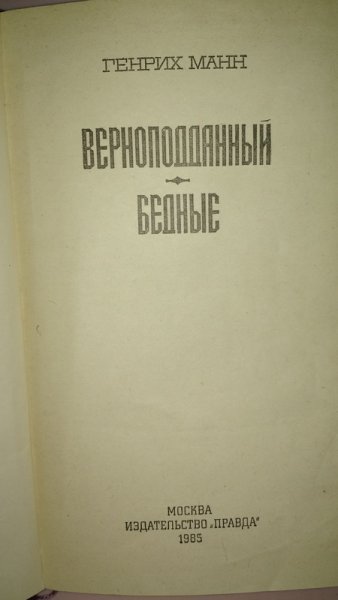 ГЕНРИХ МАНН
ВЕРНОПОДДАННЫЙ
БЕДНЫЕ
МОСКВА
ИЗДАТЕЛЬСТВО „ПРАВДА“
1985